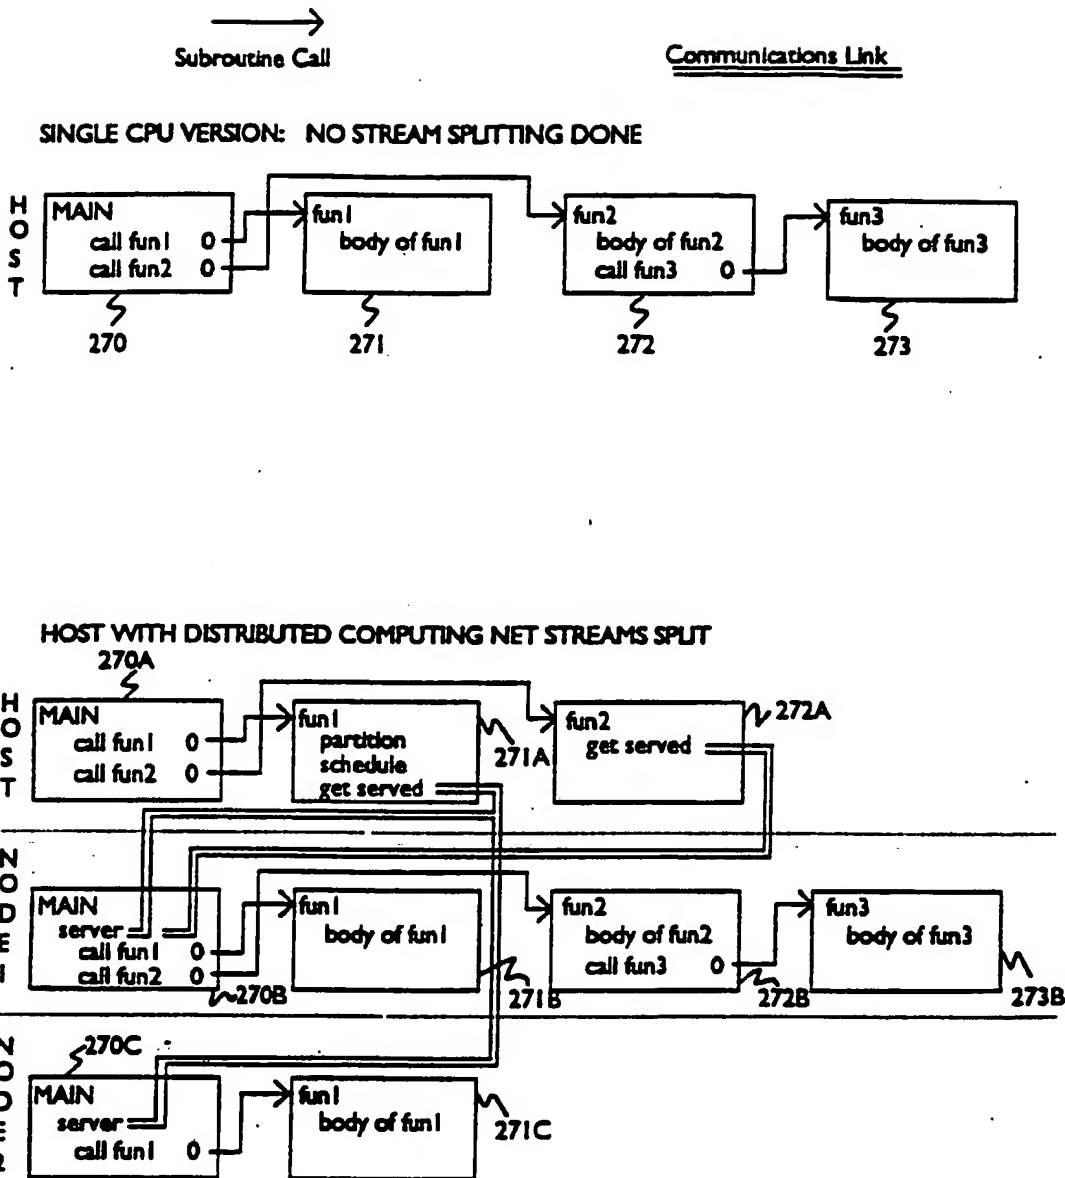 Subroutine Call
Communications Link
SINGLE CPU VERSION: NO STREAM SPLITTING DONE
HOST
MAIN
call fun1 0
call fun2 0
270
fun1
body of fun1
271
fun2
body of fun2
call fun3 0
272
fun3
body of fun3
273
HOST WITH DISTRIBUTED COMPUTING NET STREAMS SPLIT
HOST
270A
MAIN
call fun1 0
call fun2 0
fun1
partition
schedule
get served
271A
fun2
get served
272A
NODE 1
MAIN
server
call fun1 0
call fun2 0
270B
fun1
body of fun1
271B
fun2
body of fun2
call fun3 0
272B
fun3
body of fun3
273B
NODE 2
270C
MAIN
server
call fun1 0
fun1
body of fun1
271C